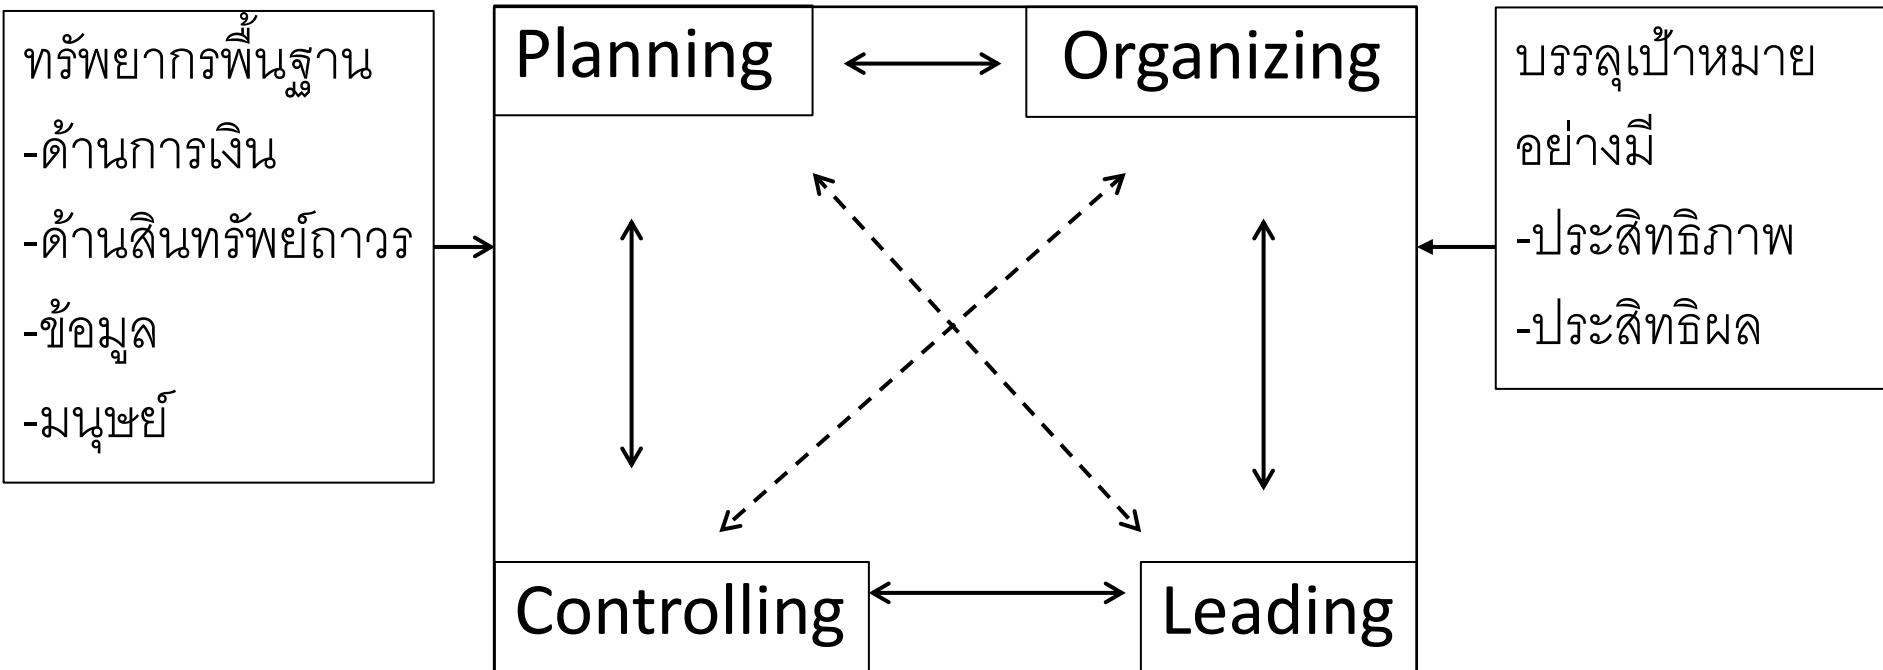 ทรัพยากรพื้นฐาน
-ด้านการเงิน
-ด้านสินทรัพย์ถาวร
-ข้อมูล
-มนุษย์
Planning
Organizing
Controlling
Leading
บรรลุเป้าหมาย
อย่างมี
-ประสิทธิภาพ
-ประสิทธิผล